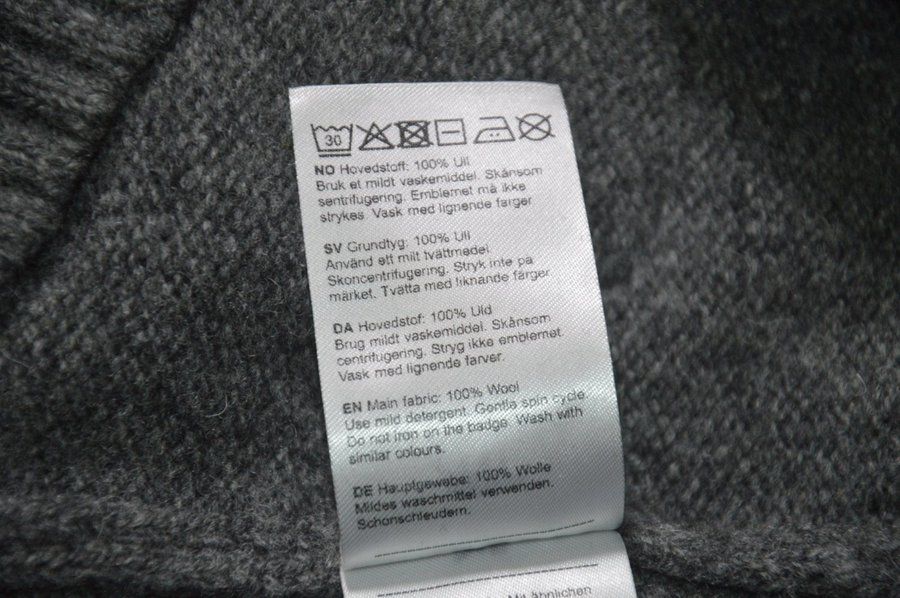 30
NO Hovedstoff: 100% Ull
Bruk et mildt vaskemiddel. Skånsom
sentrifugering. Emblemet må ikke
strykes. Vask med lignende farger
SV Grundtyg: 100% Ull
Använd ett milt tvättmedel.
Skoncentrifugering. Stryk inte på
märket. Tvätta med liknande färger
DA Hovedstof: 100% Uld
Brug mildt vaskemiddel. Skånsom
centrifugering. Stryg ikke emblemet.
Vask med lignende farver.
EN Main fabric: 100% Wool
Use mild detergent. Gentle spin cycle.
Do not iron on the badge. Wash with
similar colours.
DE Hauptgewebe: 100% Wolle
Mildes waschmittel verwenden.
Schonschleudern.
Mit ähnlichen